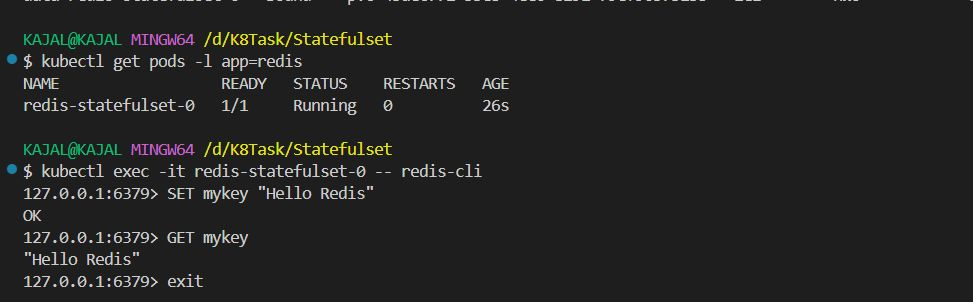 KAJAL@KAJAL MINGW64 /d/K8Task/Statefulset
$ kubectl get pods -l app=redis
NAME READY STATUS RESTARTS AGE
redis-statefulset-0 1/1 Running 0 26s
KAJAL@KAJAL MINGW64 /d/K8Task/Statefulset
$ kubectl exec -it redis-statefulset-0 -- redis-cli
127.0.0.1:6379> SET mykey "Hello Redis"
OK
127.0.0.1:6379> GET mykey
"Hello Redis"
127.0.0.1:6379> exit